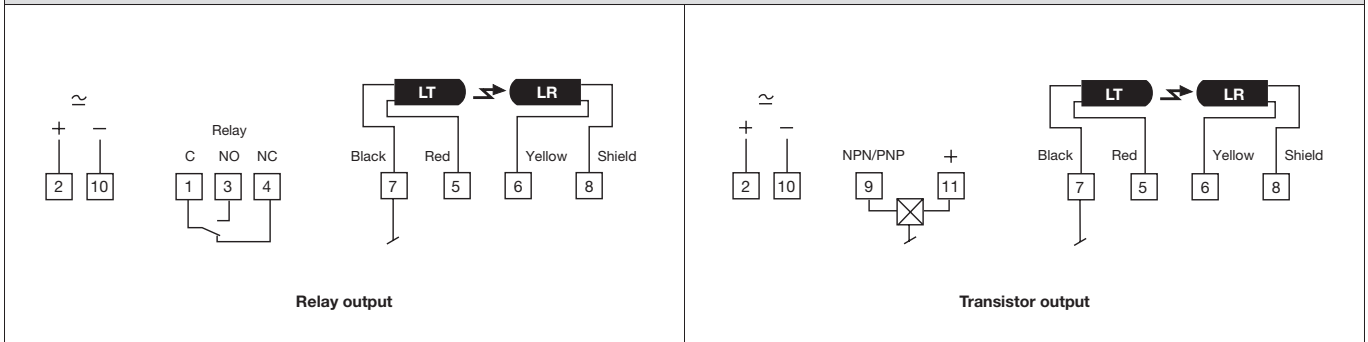 LT LR
≃
+ −
Relay
C NO NC
Black Red Yellow Shield
2 10 1 3 4 7 5 6 8
Relay output
LT LR
≃
+ −
NPN/PNP +
Black Red Yellow Shield
2 10 9 11 7 5 6 8
Transistor output